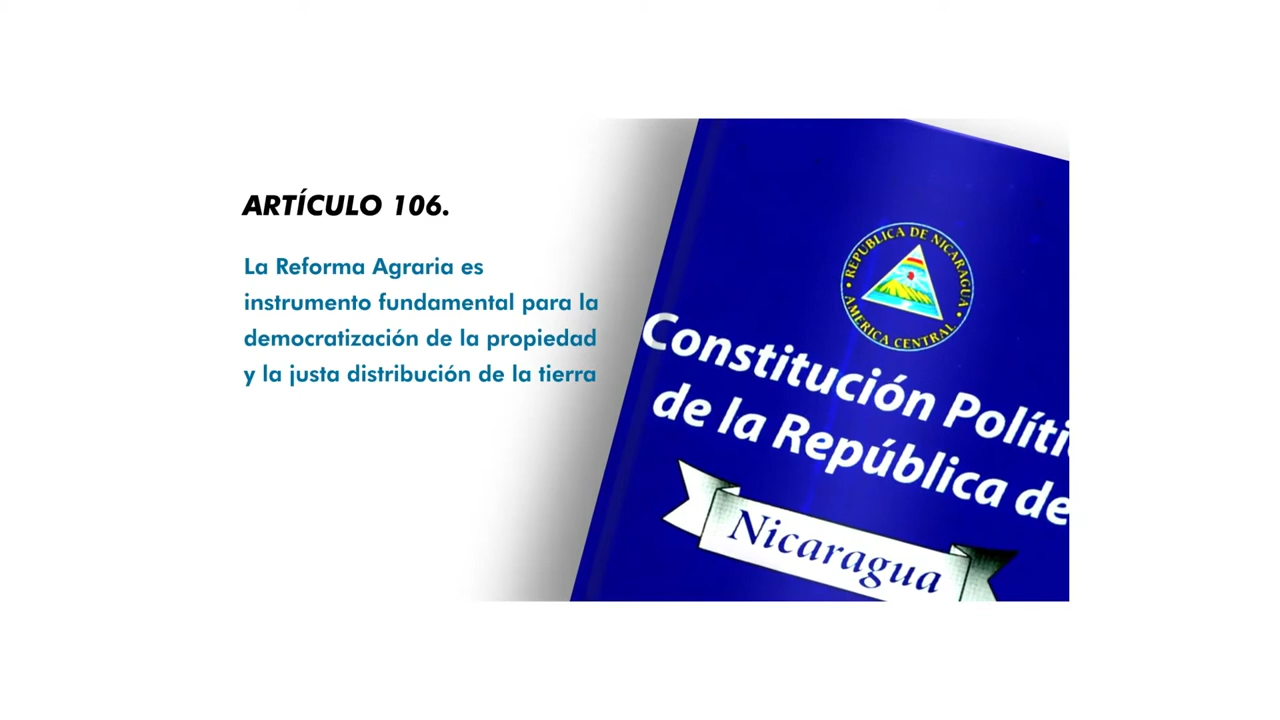 ARTÍCULO 106.
La Reforma Agraria es
instrumento fundamental para la
democratización de la propiedad
y la justa distribución de la tierra
REPUBLICA DE NICARAGUA
AMERICA CENTRAL
Constitución Políti
de la República de
Nicaragua